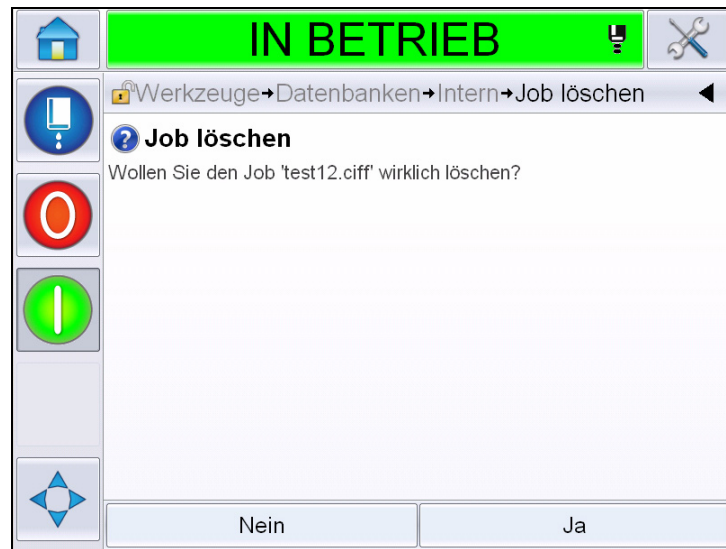 IN BETRIEB
Werkzeuge→Datenbanken→Intern→Job löschen
Job löschen
Wollen Sie den Job 'test12.ciff' wirklich löschen?
Nein
Ja